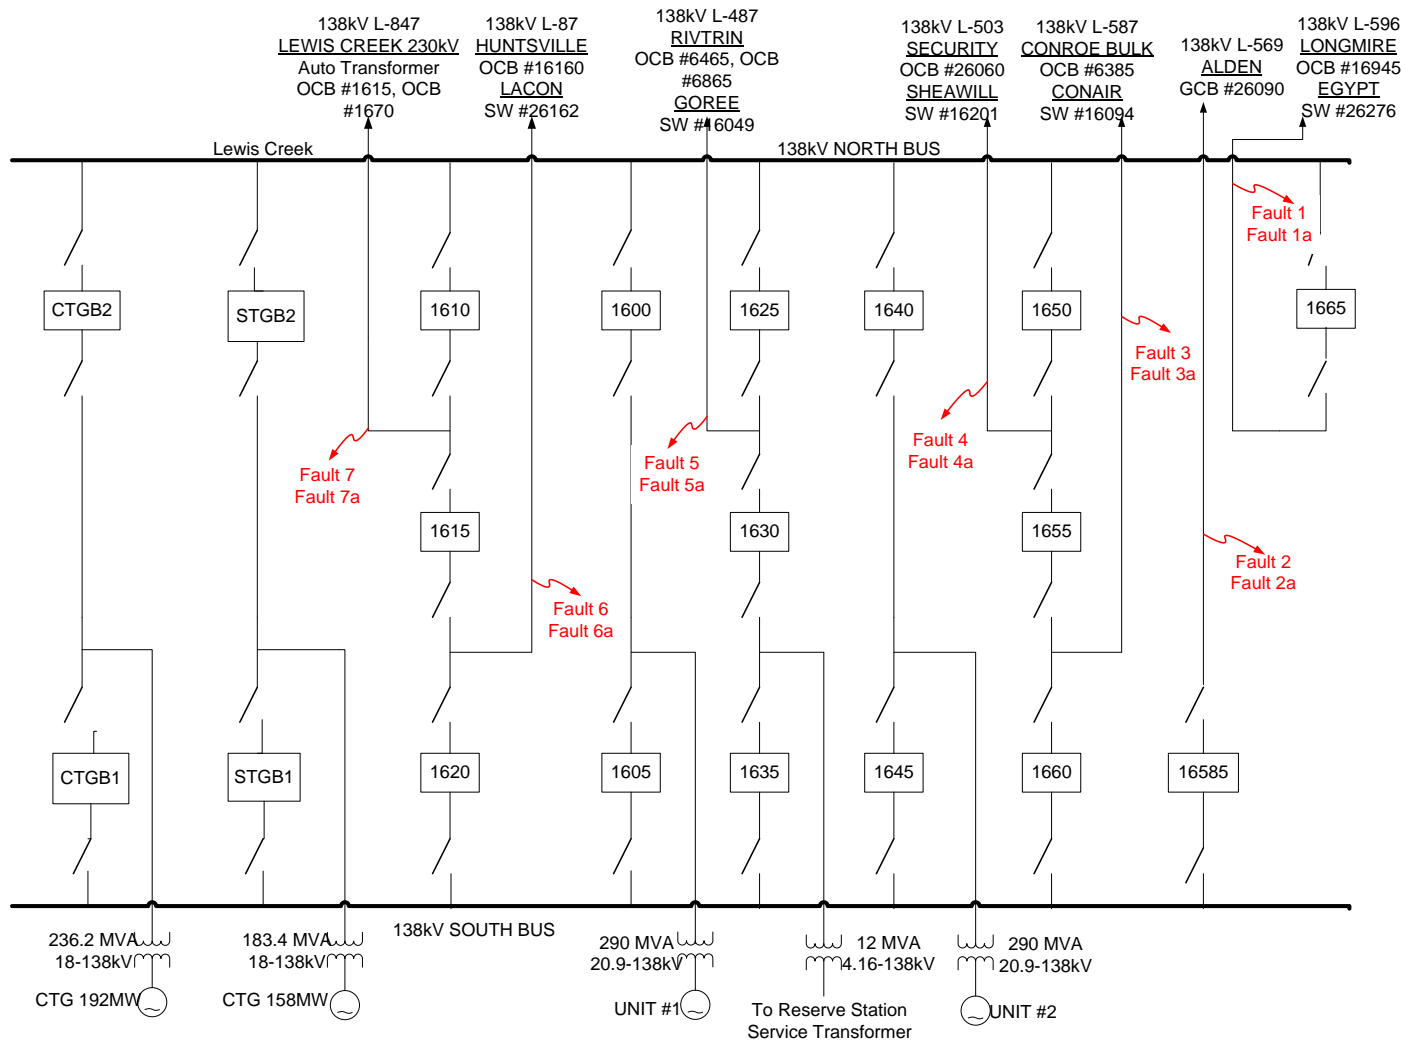 138kV L-847
LEWIS CREEK 230kV
Auto Transformer
OCB #1615, OCB
#1670
138kV L-87
HUNTSVILLE
OCB #16160
LACON
SW #26162
138kV L-487
RIVTRIN
OCB #6465, OCB
#6865
GOREE
SW #16049
138kV L-503
SECURITY
OCB #26060
SHEAWILL
SW #16201
138kV L-587
CONROE BULK
OCB #6385
CONAIR
SW #16094
138kV L-569
ALDEN
GCB #26090
138kV L-596
LONGMIRE
OCB #16945
EGYPT
SW #26276
Lewis Creek
138kV NORTH BUS
Fault 1
Fault 1a
CTGB2
STGB2
1610
1600
1625
1640
1650
1665
Fault 3
Fault 3a
Fault 4
Fault 4a
Fault 5
Fault 5a
Fault 7
Fault 7a
1615
1630
1655
Fault 2
Fault 2a
Fault 6
Fault 6a
CTGB1
STGB1
1620
1605
1635
1645
1660
16585
138kV SOUTH BUS
236.2 MVA
18-138kV
CTG 192MW
183.4 MVA
18-138kV
CTG 158MW
290 MVA
20.9-138kV
UNIT #1
12 MVA
4.16-138kV
To Reserve Station
Service Transformer
290 MVA
20.9-138kV
UNIT #2